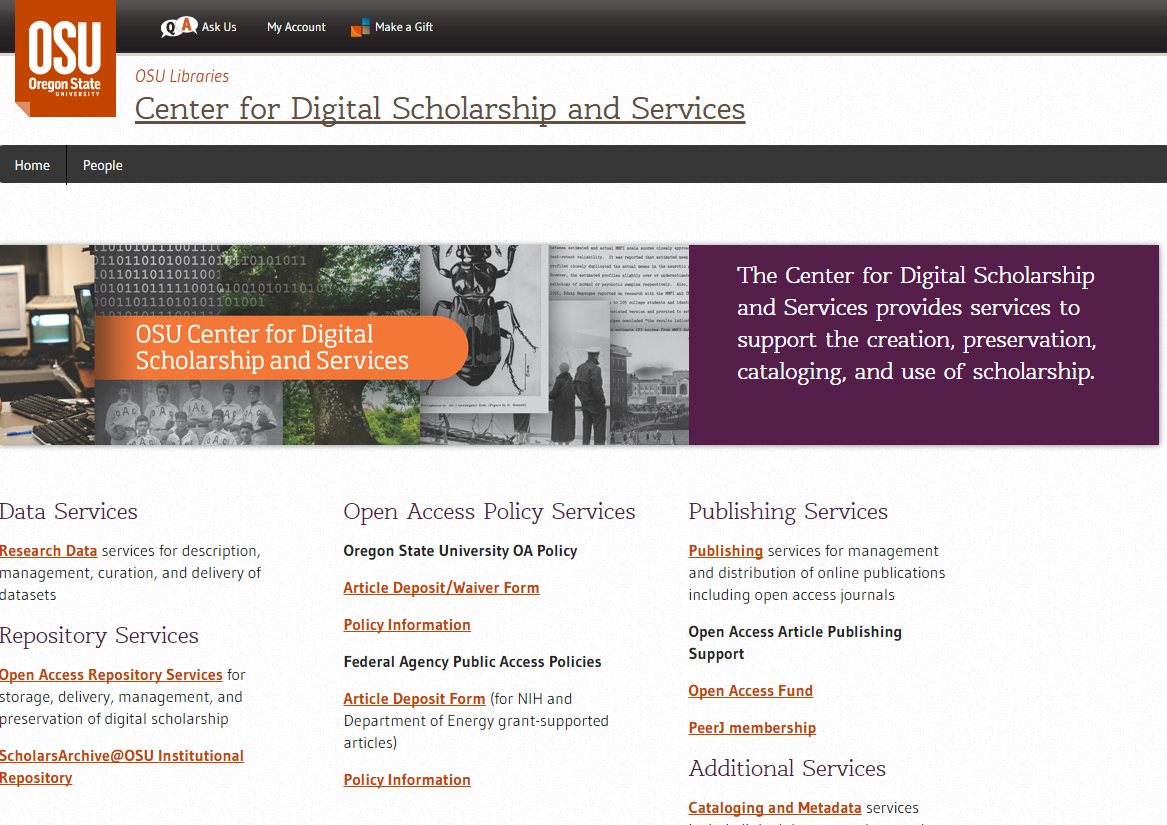 OSU
Oregon State
UNIVERSITY
Q A Ask Us
My Account
Make a Gift
OSU Libraries
Center for Digital Scholarship and Services
Home
People
OSU Center for Digital
Scholarship and Services
The Center for Digital Scholarship
and Services provides services to
support the creation, preservation,
cataloging, and use of scholarship.
Data Services
Research Data services for description,
management, curation, and delivery of
datasets
Repository Services
Open Access Repository Services for
storage, delivery, management, and
preservation of digital scholarship
ScholarsArchive@OSU Institutional
Repository
Open Access Policy Services
Oregon State University OA Policy
Article Deposit/Waiver Form
Policy Information
Federal Agency Public Access Policies
Article Deposit Form (for NIH and
Department of Energy grant-supported
articles)
Policy Information
Publishing Services
Publishing services for management
and distribution of online publications
including open access journals
Open Access Article Publishing
Support
Open Access Fund
PeerJ membership
Additional Services
Cataloging and Metadata services